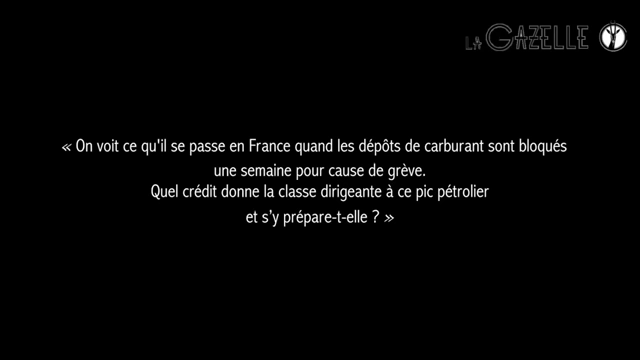 LA GAZELLE
« On voit ce qu'il se passe en France quand les dépôts de carburant sont bloqués
une semaine pour cause de grève.
Quel crédit donne la classe dirigeante à ce pic pétrolier
et s'y prépare-t-elle ? »